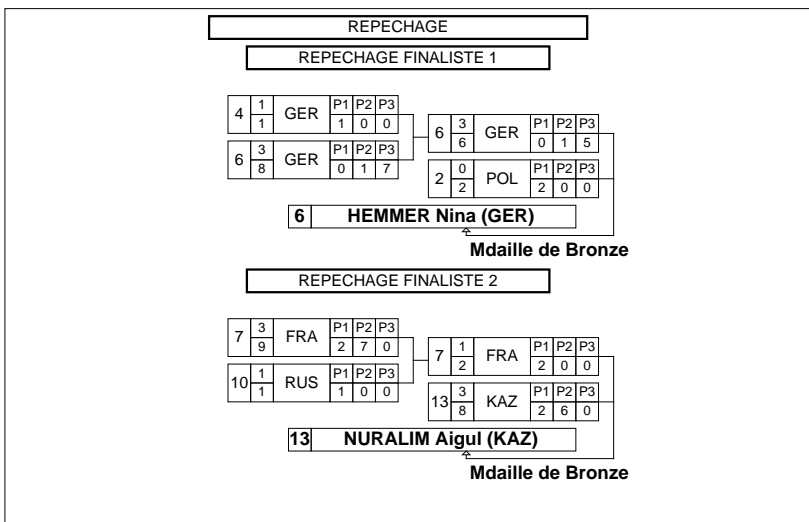 REPECHAGE
REPECHAGE FINALISTE 1
4 1 GER P1 P2 P3
1 1 0 0
6 3 GER P1 P2 P3
8 0 1 7
6 3 GER P1 P2 P3
6 0 1 5
2 0 POL P1 P2 P3
2 2 0 0
6 HEMMER Nina (GER)
Mdaille de Bronze
REPECHAGE FINALISTE 2
7 3 FRA P1 P2 P3
9 2 7 0
10 1 RUS P1 P2 P3
1 1 0 0
7 1 FRA P1 P2 P3
2 2 0 0
13 3 KAZ P1 P2 P3
8 2 6 0
13 NURALIM Aigul (KAZ)
Mdaille de Bronze